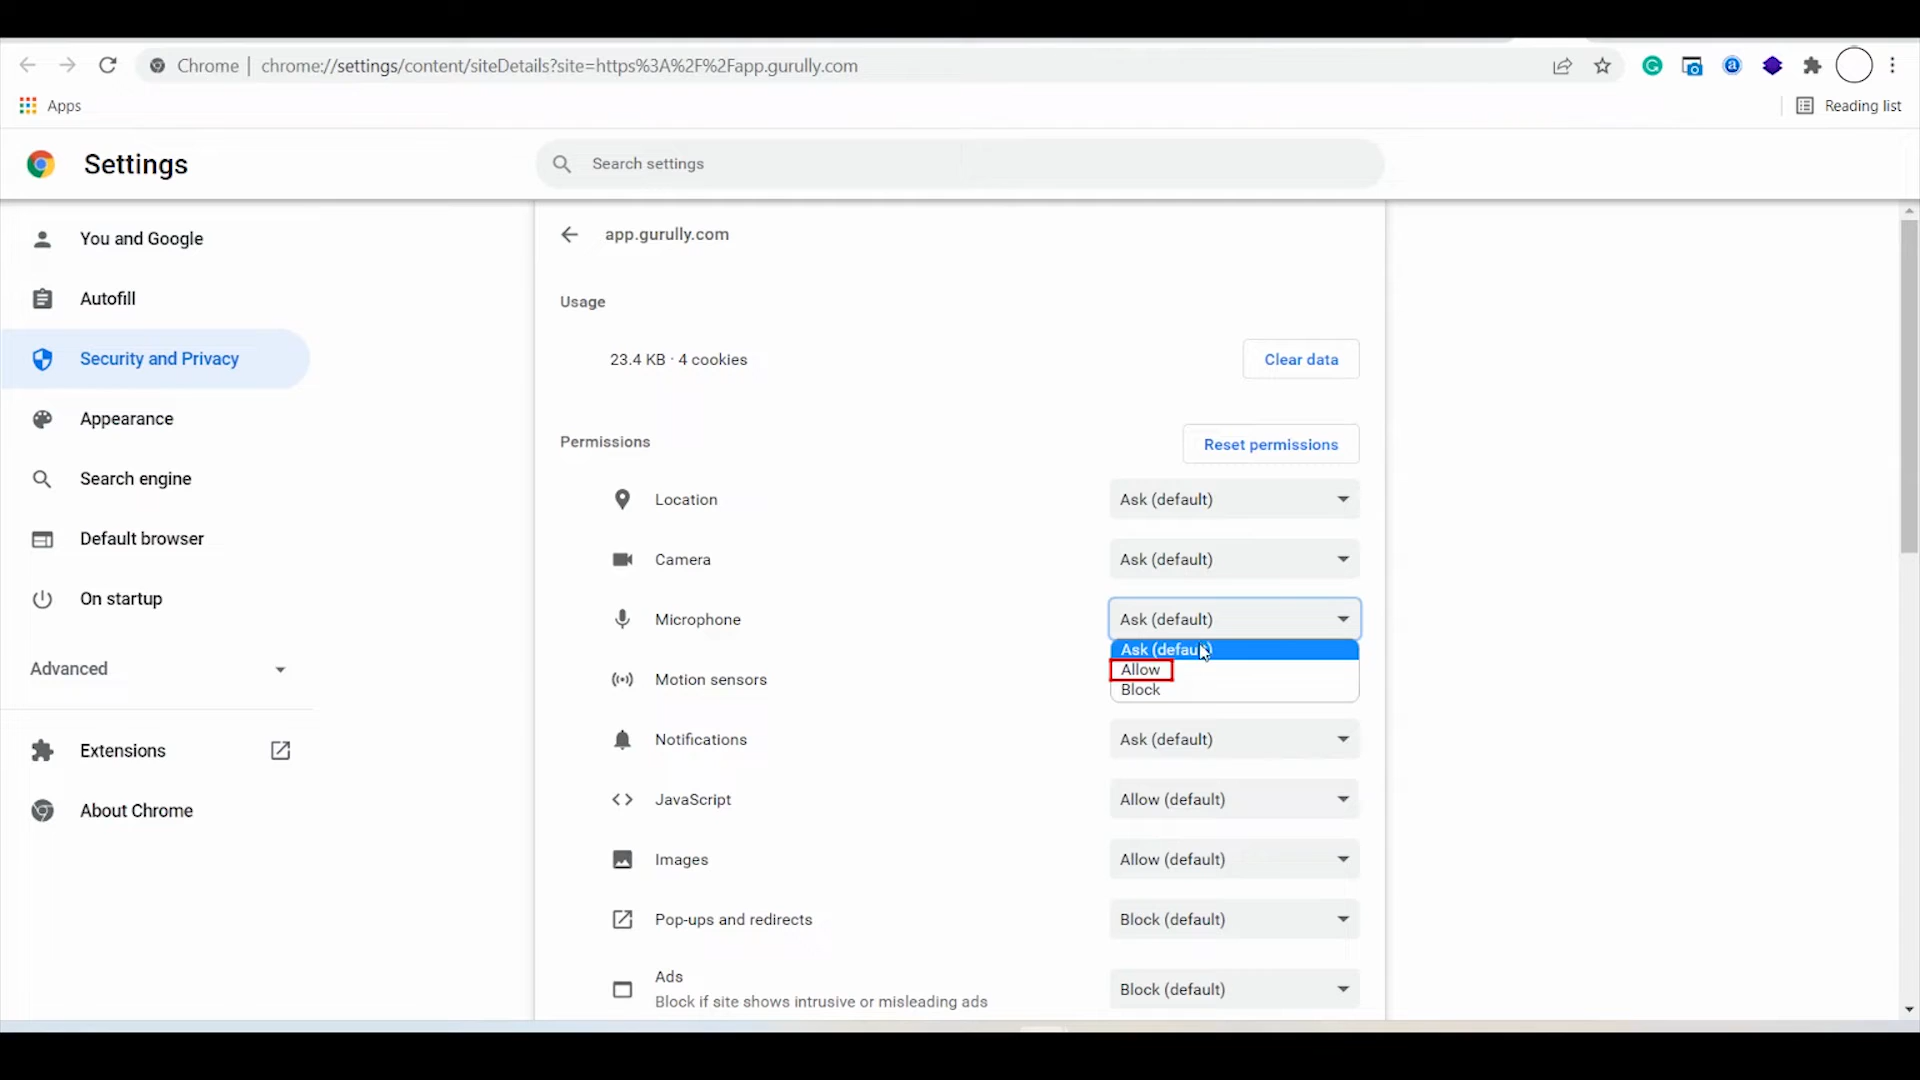 Chrome | chrome://settings/content/siteDetails?site=https%3A%2F%2Fapp.gurully.com
Apps
Reading list
Settings
Search settings
You and Google
Autofill
Security and Privacy
Appearance
Search engine
Default browser
On startup
Advanced
Extensions
About Chrome
app.gurully.com
Usage
23.4 KB · 4 cookies
Clear data
Permissions
Reset permissions
Location
Ask (default)
Camera
Ask (default)
Microphone
Ask (default)
Ask (default)
Allow
Block
Motion sensors
Notifications
Ask (default)
JavaScript
Allow (default)
Images
Allow (default)
Pop-ups and redirects
Block (default)
Ads
Block if site shows intrusive or misleading ads
Block (default)